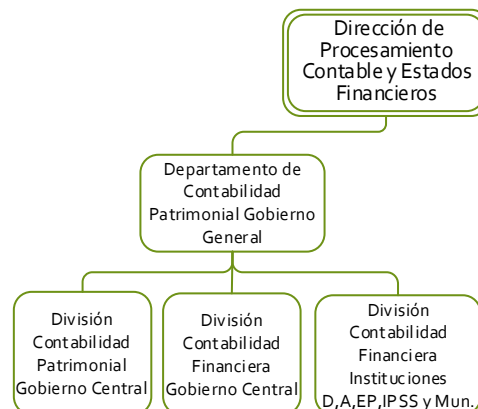 Dirección de
Procesamiento
Contable y Estados
Financieros
Departamento de
Contabilidad
Patrimonial Gobierno
General
División
Contabilidad
Patrimonial
Gobierno Central
División
Contabilidad
Financiera
Gobierno Central
División
Contabilidad
Financiera
Instituciones
D,A,EP,IPSS y Mun.